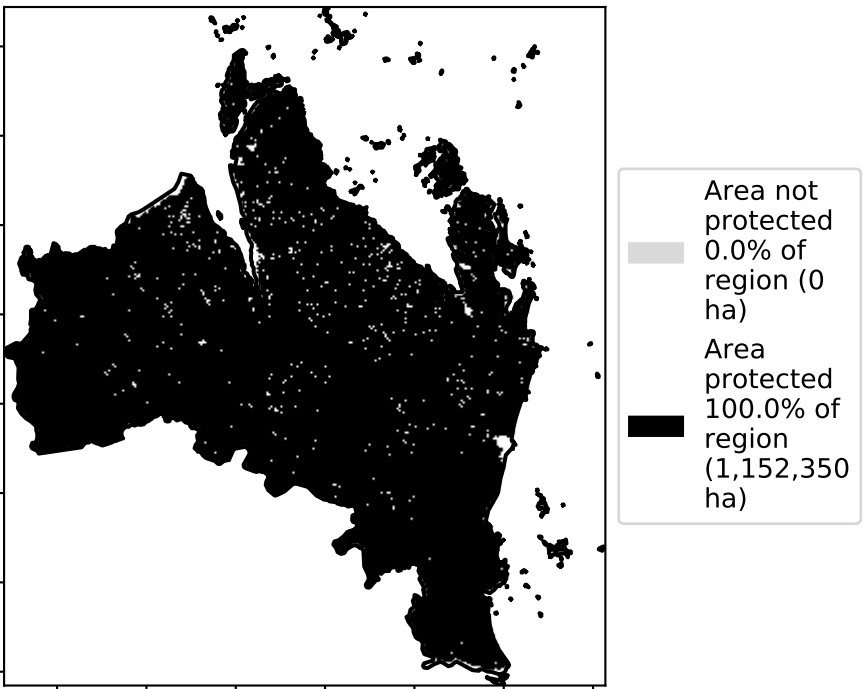 Area not
protected
0.0% of
region (0
ha)
Area
protected
100.0% of
region
(1,152,350
ha)